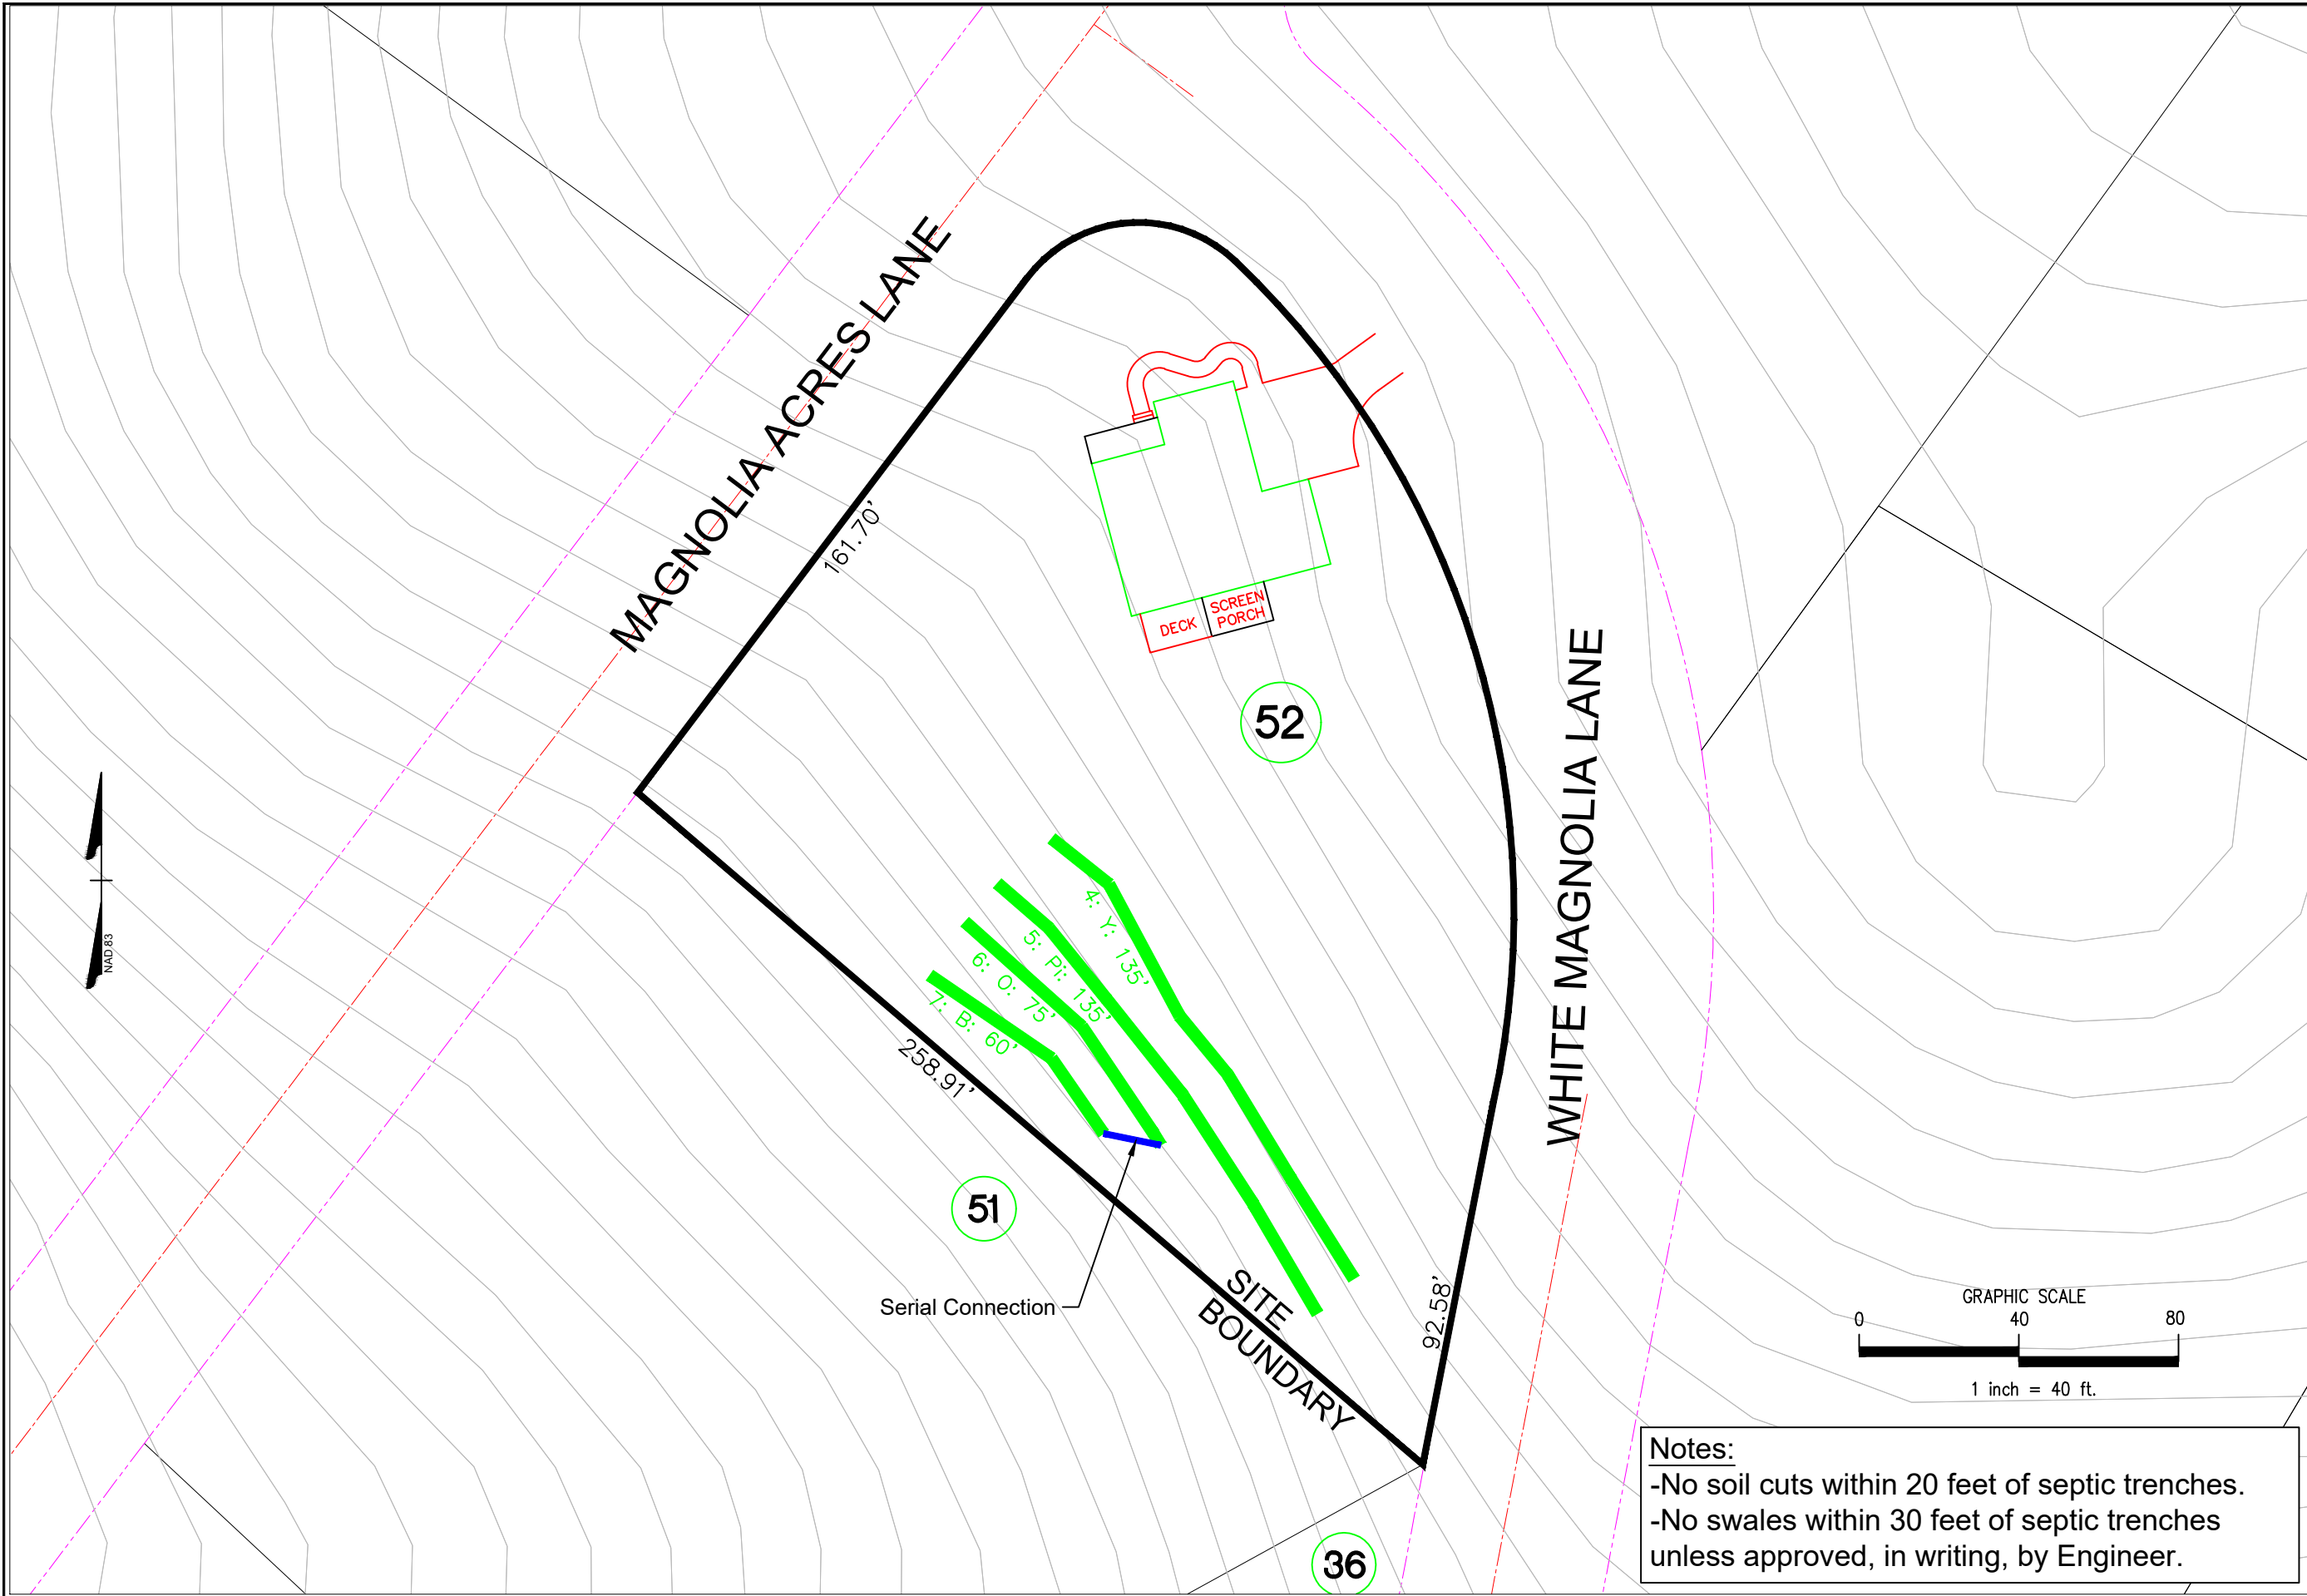 MAGNOLIA ACRES LANE
161.70'
DECK
SCREEN
PORCH
52
WHITE MAGNOLIA LANE
NAD 83
4: Y: 135'
5: Pi: 135'
6: O: 75'
7: B: 60'
258.91'
51
Serial Connection
SITE
BOUNDARY
92.58'
36
GRAPHIC SCALE
0 40 80
1 inch = 40 ft.
Notes:
-No soil cuts within 20 feet of septic trenches.
-No swales within 30 feet of septic trenches
unless approved, in writing, by Engineer.